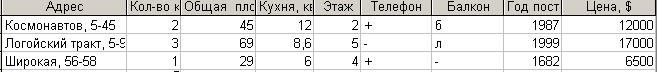 Адрес Кол-во к Общая пло Кухня, кв Этаж Телефон Балкон Год пост Цена, $
Космонавтов, 5-45 2 45 12 2 + б 1987 12000
Логойский тракт, 5-9 3 69 8,6 5 - л 1999 17000
Широкая, 56-58 1 29 6 4 + - 1682 6500